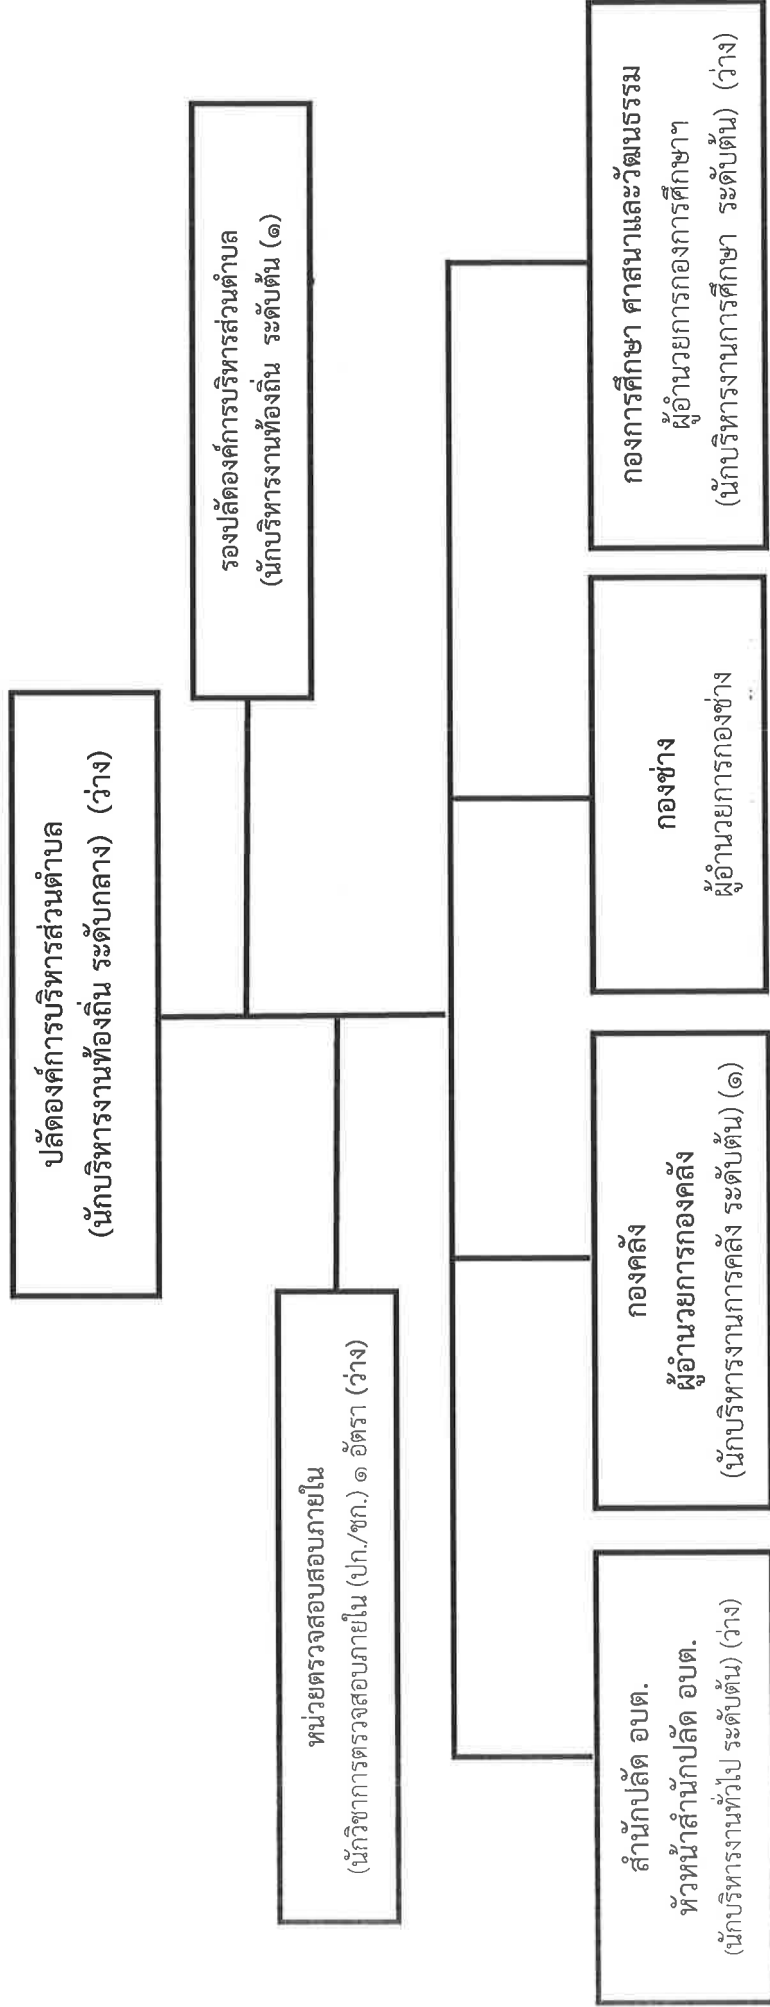 ปลัดองค์การบริหารส่วนตำบล
(นักบริหารงานท้องถิ่น ระดับกลาง) (ว่าง)
รองปลัดองค์การบริหารส่วนตำบล
(นักบริหารงานท้องถิ่น ระดับต้น (๑)
หน่วยตรวจสอบสอบภายใน
(นักวิชาการตรวจสอบภายใน (ปก./ชก.) ๑ อัตรา (ว่าง)
สำนักปลัด อบต.
หัวหน้าสำนักปลัด อบต.
(นักบริหารงานทั่วไป ระดับต้น) (ว่าง)
กองคลัง
ผู้อำนวยการกองคลัง
(นักบริหารงานการคลัง ระดับต้น) (๑)
กองช่าง
ผู้อำนวยการกองช่าง
กองการศึกษา ศาสนาและวัฒนธรรม
ผู้อำนวยการกองการศึกษาฯ
(นักบริหารงานการศึกษา ระดับต้น) (ว่าง)